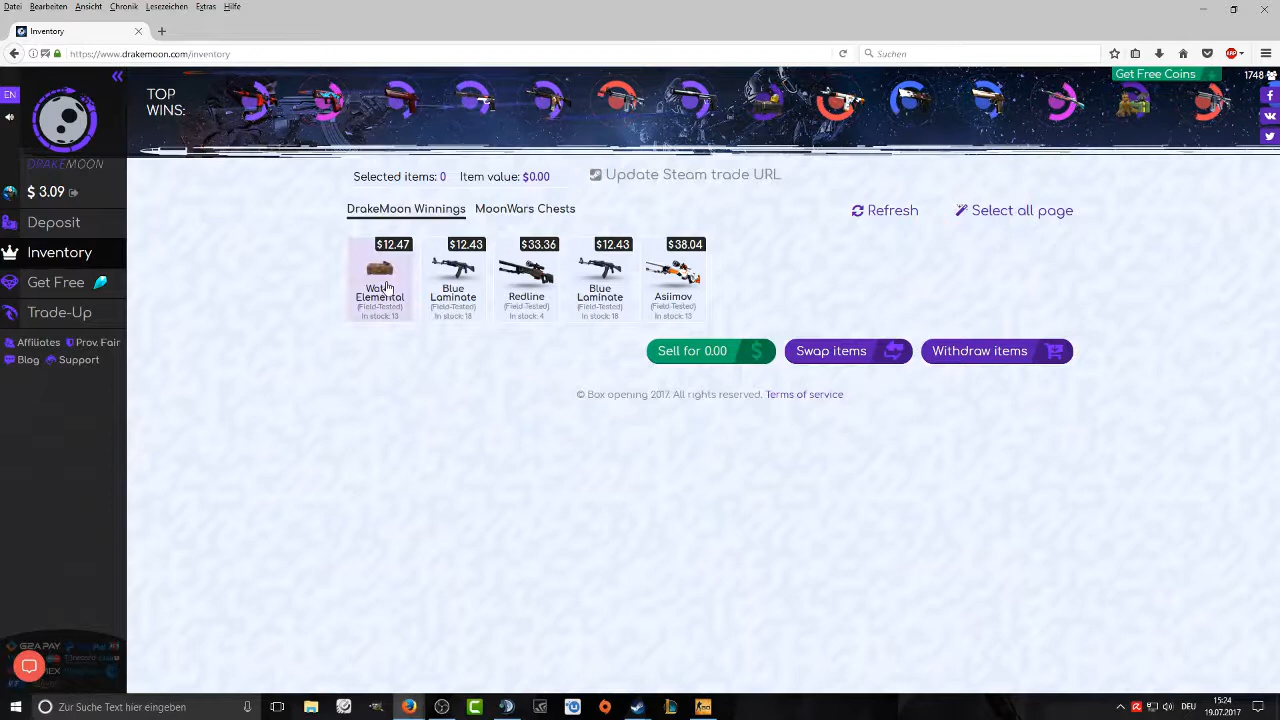 Datei Bearbeiten Ansicht Chronik Lesezeichen Extras Hilfe
Inventory
https://www.drakemoon.com/inventory
Suchen
Get Free Coins +
1748
EN
TOP
WINS:
DRAKEMOON
$ 3.09
Deposit
Inventory
Get Free
Trade-Up
Affiliates Prov. Fair
Blog Support
Selected items: 0 Item value: $0.00
Update Steam trade URL
DrakeMoon Winnings MoonWars Chests
Refresh Select all page
$12.47 $12.43 $33.36 $12.43 $38.04
Elemental
(Field-Tested)
In stock: 13
Blue
Laminate
(Field-Tested)
In stock: 18
Redline
(Field-Tested)
In stock: 4
Blue
Laminate
(Field-Tested)
In stock: 18
Asiimov
(Field-Tested)
In stock: 13
Sell for 0.00 $ Swap items Withdraw items
© Box opening 2017. All rights reserved. Terms of service
G2A PAY
Zur Suche Text hier eingeben
DEU
15:24
19.07.2017